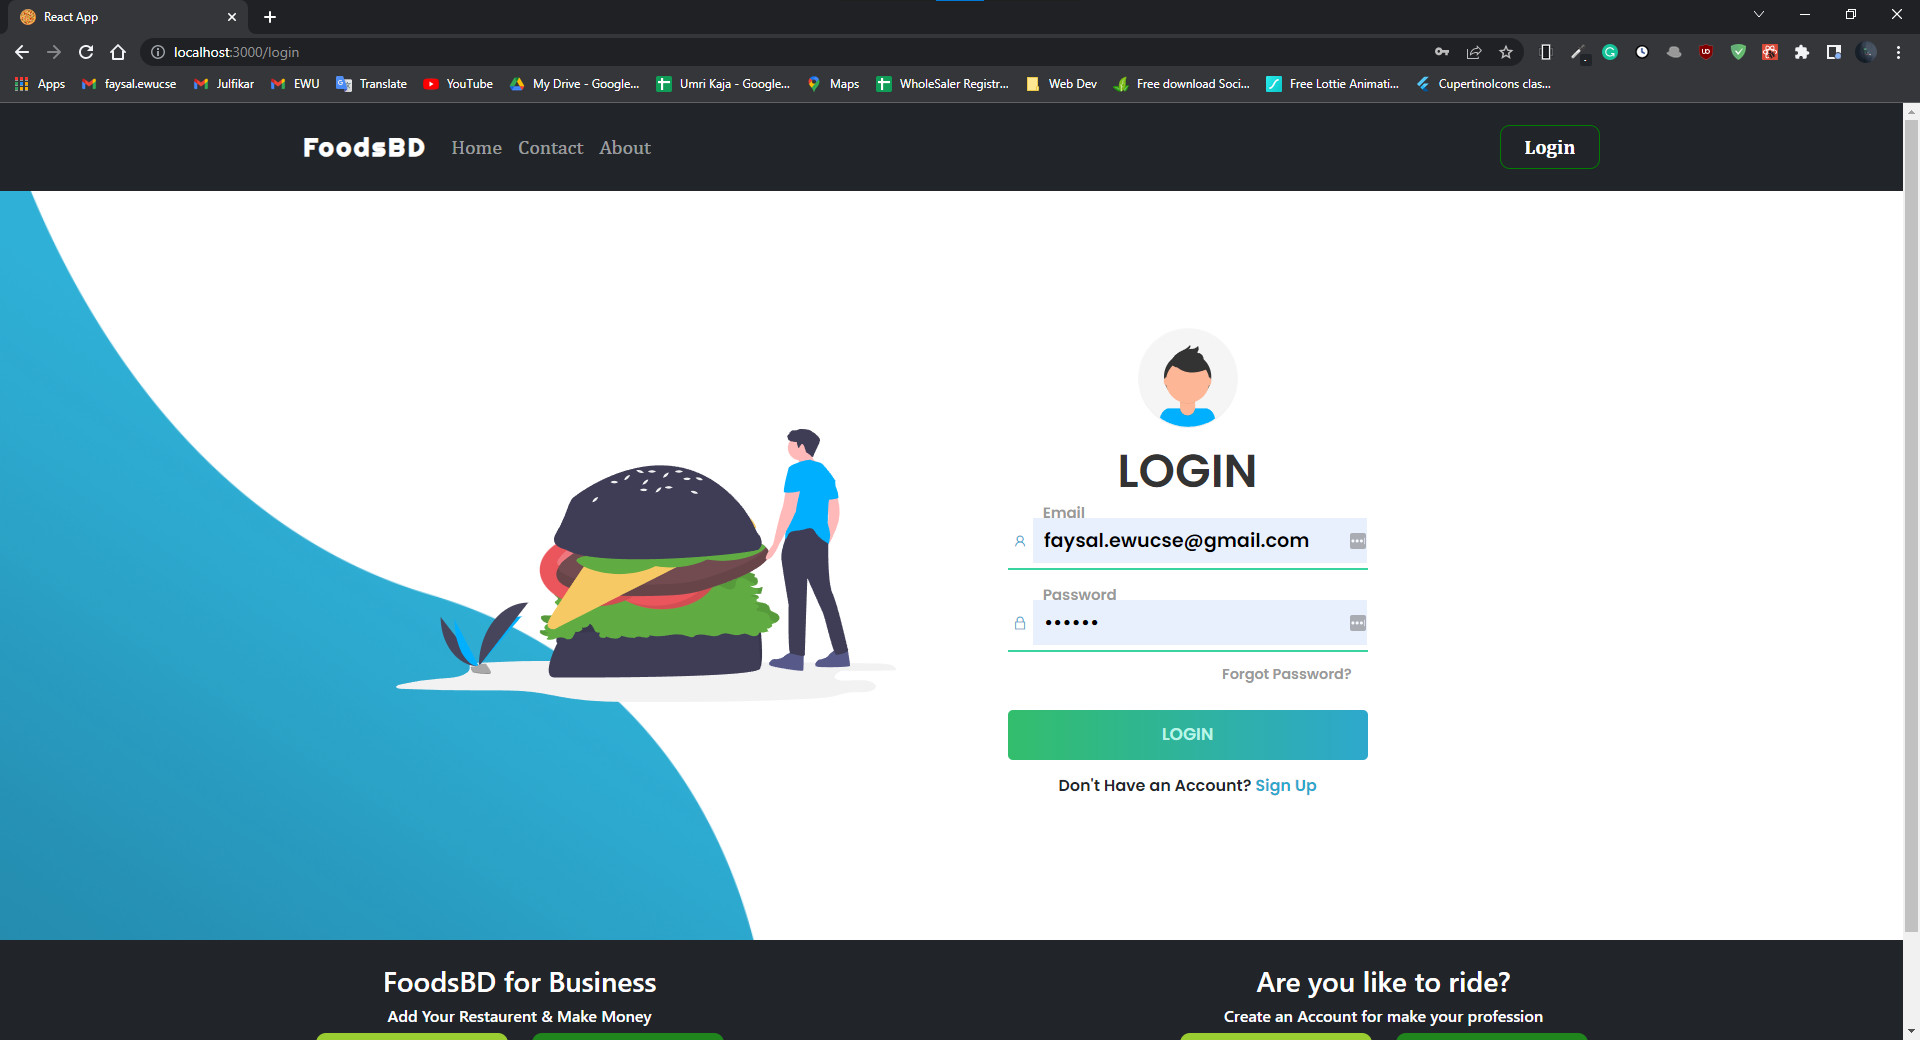 React App
localhost:3000/login
Apps faysal.ewucse Julfikar EWU Translate YouTube My Drive - Google... Umri Kaja - Google... Maps WholeSaler Registr... Web Dev Free download Soci... Free Lottie Animati... CupertinoIcons clas...
FoodsBD Home Contact About Login
LOGIN
Email
faysal.ewucse@gmail.com
Password
••••••
Forgot Password?
LOGIN
Don't Have an Account? Sign Up
FoodsBD for Business
Add Your Restaurent & Make Money
Are you like to ride?
Create an Account for make your profession